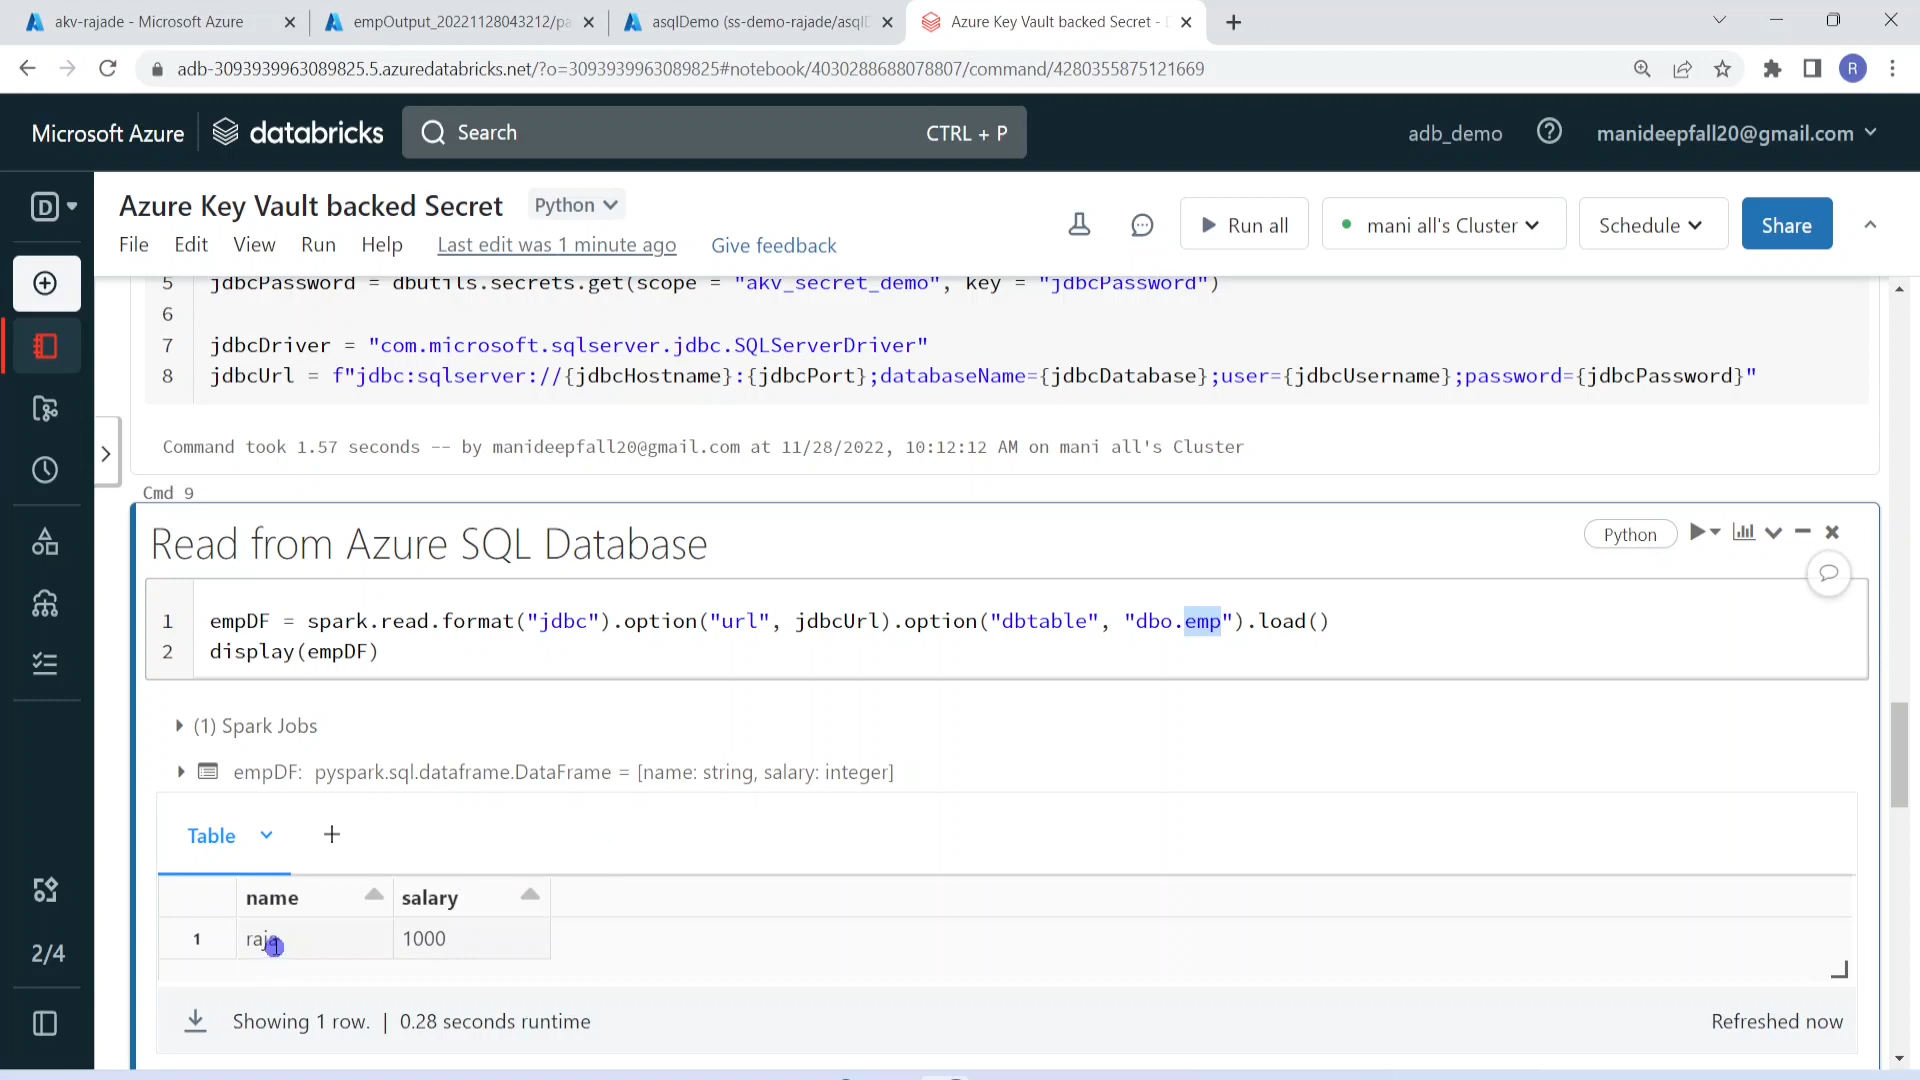 akv-rajade - Microsoft Azure
empOutput_20221128043212/pa
asqlDemo (ss-demo-rajade/asqlD
Azure Key Vault backed Secret - D
adb-3093939963089825.5.azuredatabricks.net/?o=3093939963089825#notebook/4030288688078807/command/4280355875121669
R
Microsoft Azure
databricks
Search
CTRL + P
adb_demo
manideepfall20@gmail.com
D
Azure Key Vault backed Secret
Python
File
Edit
View
Run
Help
Last edit was 1 minute ago
Give feedback
Run all
mani all's Cluster
Schedule
Share
5 jdbcPassword = dbutils.secrets.get(scope = "akv_secret_demo", key = "jdbcPassword")
6
7 jdbcDriver = "com.microsoft.sqlserver.jdbc.SQLServerDriver"
8 jdbcUrl = f"jdbc:sqlserver://{jdbcHostname}:{jdbcPort};databaseName={jdbcDatabase};user={jdbcUsername};password={jdbcPassword}"
Command took 1.57 seconds -- by manideepfall20@gmail.com at 11/28/2022, 10:12:12 AM on mani all's Cluster
Cmd 9
Read from Azure SQL Database
Python
1 empDF = spark.read.format("jdbc").option("url", jdbcUrl).option("dbtable", "dbo.emp").load()
2 display(empDF)
(1) Spark Jobs
empDF: pyspark.sql.dataframe.DataFrame = [name: string, salary: integer]
Table
name salary
1 raja 1000
2/4
Showing 1 row. | 0.28 seconds runtime
Refreshed now